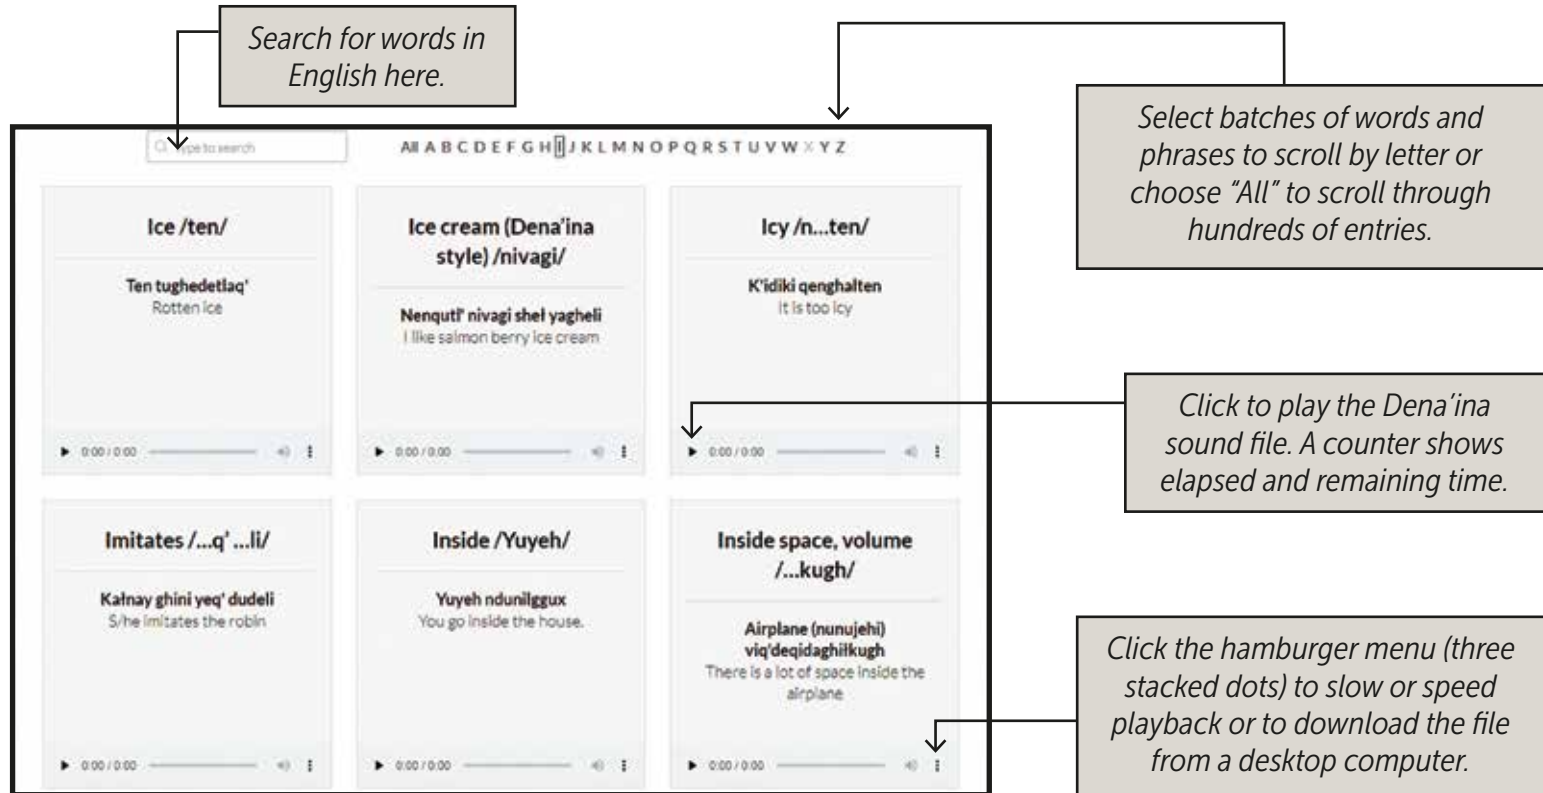 Search for words in
English here.
Select batches of words and
phrases to scroll by letter or
choose “All” to scroll through
hundreds of entries.
Type to search
All A B C D E F G H I J K L M N O P Q R S T U V W X Y Z
Ice /ten/
Ten tughedetlaq'
Rotten ice
0:00 / 0:00
Ice cream (Dena’ina
style) /nivagi/
Nenqutl' nivagi sheł yagheli
I like salmon berry ice cream
0:00 / 0:00
Icy /n...ten/
K'idiki qenghalten
It is too icy
0:00 / 0:00
Click to play the Dena’ina
sound file. A counter shows
elapsed and remaining time.
Imitates /...q’ ...li/
Kałnay ghini yeq' dudeli
S/he imitates the robin
0:00 / 0:00
Inside /Yuyeh/
Yuyeh ndunilggux
You go inside the house.
0:00 / 0:00
Inside space, volume
/...kugh/
Airplane (nunujehi)
viq'deqidaghiłkugh
There is a lot of space inside the
airplane
0:00 / 0:00
Click the hamburger menu (three
stacked dots) to slow or speed
playback or to download the file
from a desktop computer.